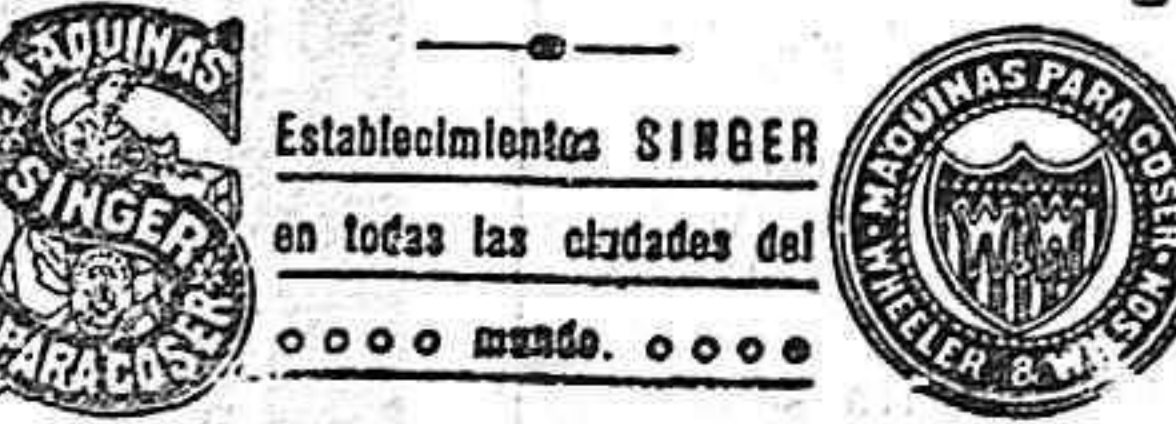 MAQUINAS
SINGER
PARA COSER
Establecimientos SINGER
en todas las ciudades del
mundo.
MAQUINAS PARA COSER
WHEELER & WILSON